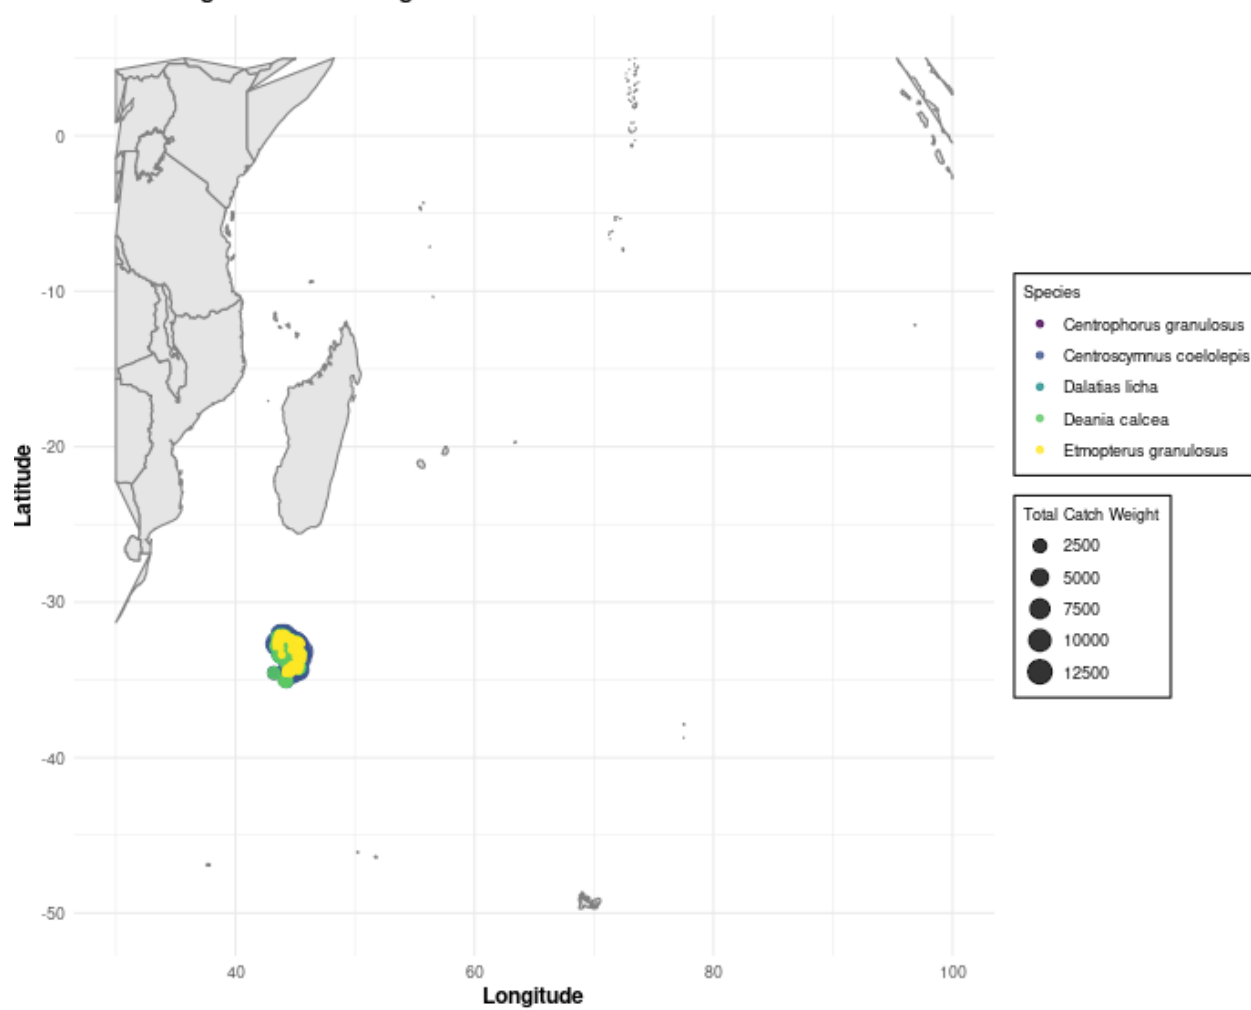 0
-10
-20
-30
-40
-50
Latitude
40
60
80
100
Longitude
Species
Centrophorus granulosus
Centroscymnus coelolepis
Dalatias licha
Deania calcea
Etmopterus granulosus
Total Catch Weight
2500
5000
7500
10000
12500